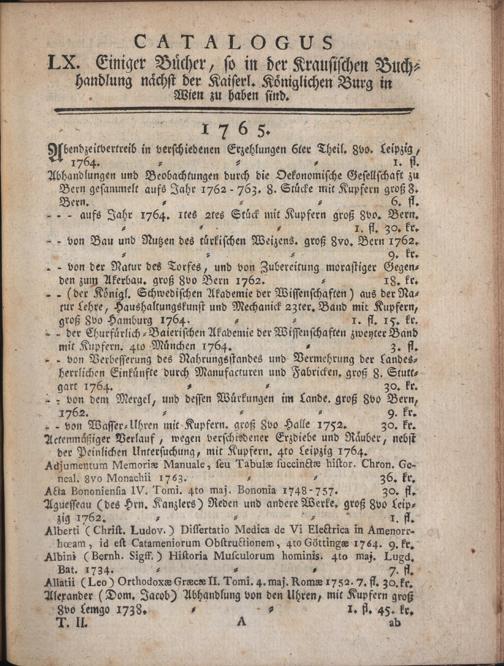 CATALOGUS
LX. Einiger Bücher, so in der Krausischen Buch-
handlung nächst der Kaiserl. Königlichen Burg in
Wien zu haben sind.
1765.
Abendzeitvertreib in verschiedenen Erzehlungen 6ter Theil. 8vo. Leipzig,
1764. 1. fl.
Abhandlungen und Beobachtungen durch die Oekonomische Gesellschaft zu
Bern gesammelt aufs Jahr 1762-763. 8. Stücke mit Kupfern groß 8.
Bern. 6. fl.
- - - aufs Jahr 1764. 1tes 2tes Stück mit Kupfern groß 8vo. Bern.
1. fl. 30. kr.
- - von Bau und Nutzen des türkischen Weizens. groß 8vo. Bern 1762.
9. kr.
- - von der Natur des Torfes, und von Zubereitung morastiger Gegen-
den zum Akerbau. groß 8vo Bern 1762. 18. kr.
- - (der Königl. Schwedischen Akademie der Wissenschaften) aus der Na-
tur Lehre, Haushaltungskunst und Mechanick 23ter. Band mit Kupfern,
groß 8vo Hamburg 1764. 1. fl. 15. kr.
- - der Churfürlich-Baierischen Akademie der Wissenschaften zweyter Band
mit Kupfern. 4to München 1764. 3. fl.
- - von Verbesserung des Nahrungsstandes und Vermehrung der Landes-
herrlichen Einkünfte durch Manufacturen und Fabricken, groß 8. Stutt-
gart 1764. 30. kr.
- - von dem Mergel, und dessen Würkungen im Lande. groß 8vo Bern,
1762. 9. kr.
- - von Wasser-Uhren mit Kupfern. groß 8vo Halle 1752. 30. kr.
Actenmäßiger Verlauf, wegen verschiedener Erzdiebe und Räuber, nebst
der Peinlichen Untersuchung, mit Kupfern. 4to Leipzig 1764.
Adjumentum Memoriæ Manuale, seu Tabulæ succinctæ histor. Chron. Ge-
neal. 8vo Monachii 1763. 36. kr.
Acta Bononiensia IV. Tomi. 4to maj. Bononia 1748-757. 30. fl.
Aguesseau (des Hrn. Kanzlers) Reden und andere Werke. groß 8vo Leip-
zig 1762. 1. fl.
Alberti (Christ. Ludov.) Dissertatio Medica de Vi Electrica in Amenorr-
hœam, id est Catameniorum Obstructionem, 4to Göttingæ 1764. 9. kr.
Albini (Bernh. Sigff.) Historia Musculorum hominis. 4to maj. Lugd.
Bat. 1734. 7. fl.
Allatii (Leo) Orthodoxæ Græcæ II. Tomi. 4. maj. Romæ 1752. 7. fl. 30. kr.
Alexander (Dom. Jacob) Abhandlung von den Uhren, mit Kupfern groß
8vo Lemgo 1738. 1. fl. 45. kr.
T. II. A ab